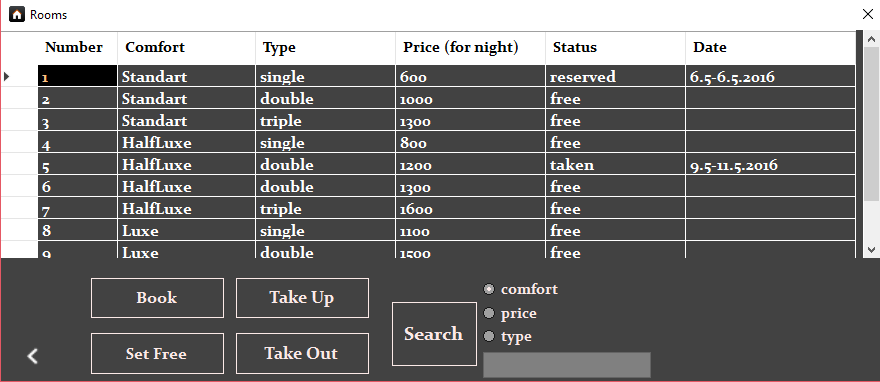 Rooms
Number Comfort Type Price (for night) Status Date
1 Standart single 600 reserved 6.5-6.5.2016
2 Standart double 1000 free
3 Standart triple 1300 free
4 HalfLuxe single 800 free
5 HalfLuxe double 1200 taken 9.5-11.5.2016
6 HalfLuxe double 1300 free
7 HalfLuxe triple 1600 free
8 Luxe single 1100 free
9 Luxe double 1500 free
Book Take Up
Set Free Take Out
Search
comfort
price
type